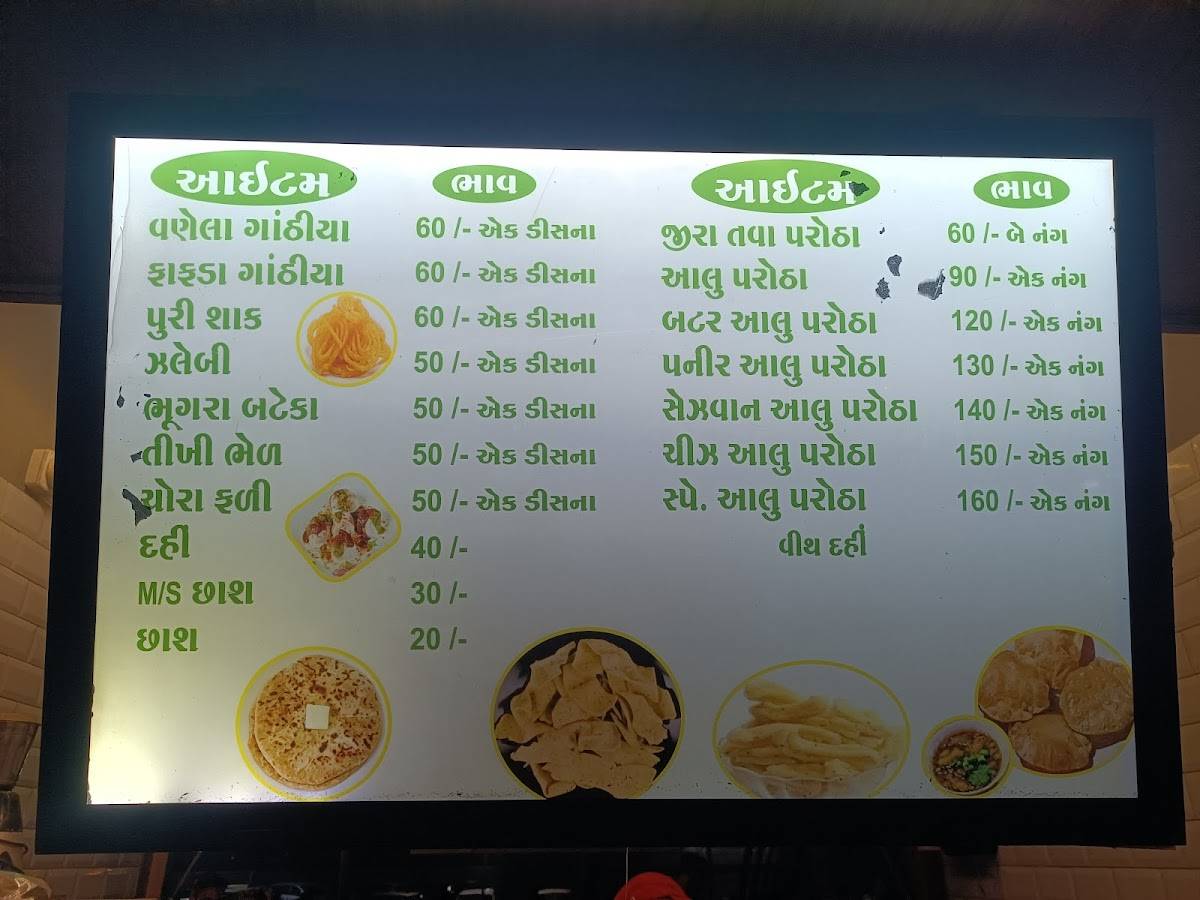 આઈટમ ભાવ
વણેલા ગાંઠીયા 60 /- એક ડીસના
ફાફડા ગાંઠીયા 60 /- એક ડીસના
પુરી શાક 60 /- એક ડીસના
ઝલેબી 50 /- એક ડીસના
ભૂગરા બટેકા 50 /- એક ડીસના
તીખી ભેળ 50 /- એક ડીસના
ચોરા ફળી 50 /- એક ડીસના
દહીં 40 /-
M/S છાશ 30 /-
છાશ 20 /-
આઈટમ ભાવ
જીરા તવા પરોઠા 60 /- બે નંગ
આલુ પરોઠા 90 /- એક નંગ
બટર આલુ પરોઠા 120 /- એક નંગ
પનીર આલુ પરોઠા 130 /- એક નંગ
સેઝવાન આલુ પરોઠા 140 /- એક નંગ
ચીઝ આલુ પરોઠા 150 /- એક નંગ
સ્પે. આલુ પરોઠા 160 /- એક નંગ
વીથ દહીં